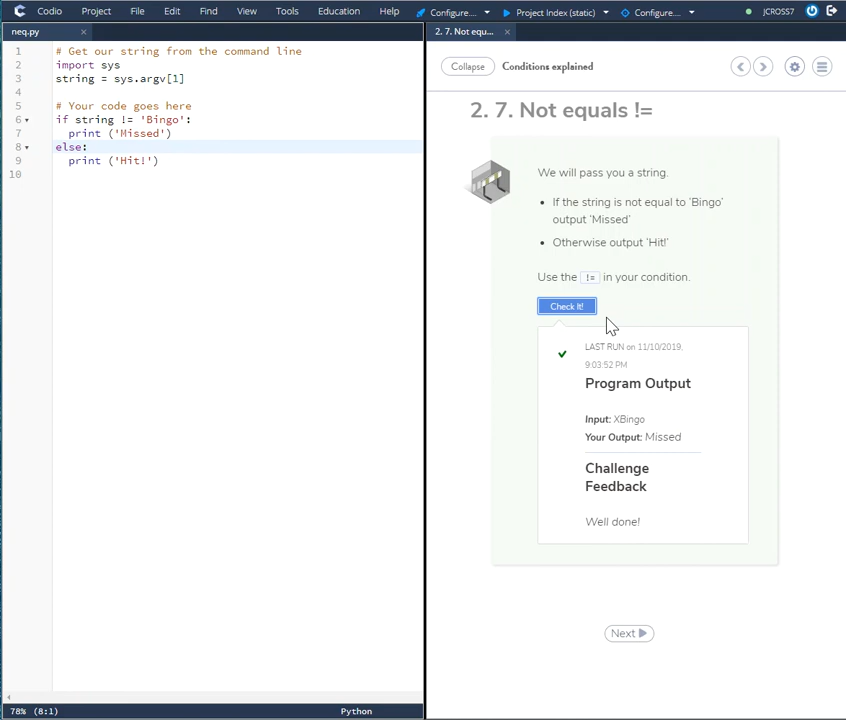 Codio Project File Edit Find View Tools Education Help Configure.... Project Index (static) Configure.... JCROSS7
neq.py ×
2. 7. Not equ... ×
1 # Get our string from the command line
2 import sys
3 string = sys.argv[1]
4
5 # Your code goes here
6 if string != 'Bingo':
7 print ('Missed')
8 else:
9 print ('Hit!')
10
Collapse Conditions explained
2. 7. Not equals !=
We will pass you a string.
• If the string is not equal to ‘Bingo’
output ‘Missed’
• Otherwise output ‘Hit!’
Use the != in your condition.
Check It!
LAST RUN on 11/10/2019,
9:03:52 PM
Program Output
Input: XBingo
Your Output: Missed
Challenge
Feedback
Well done!
Next
78% (8:1) Python